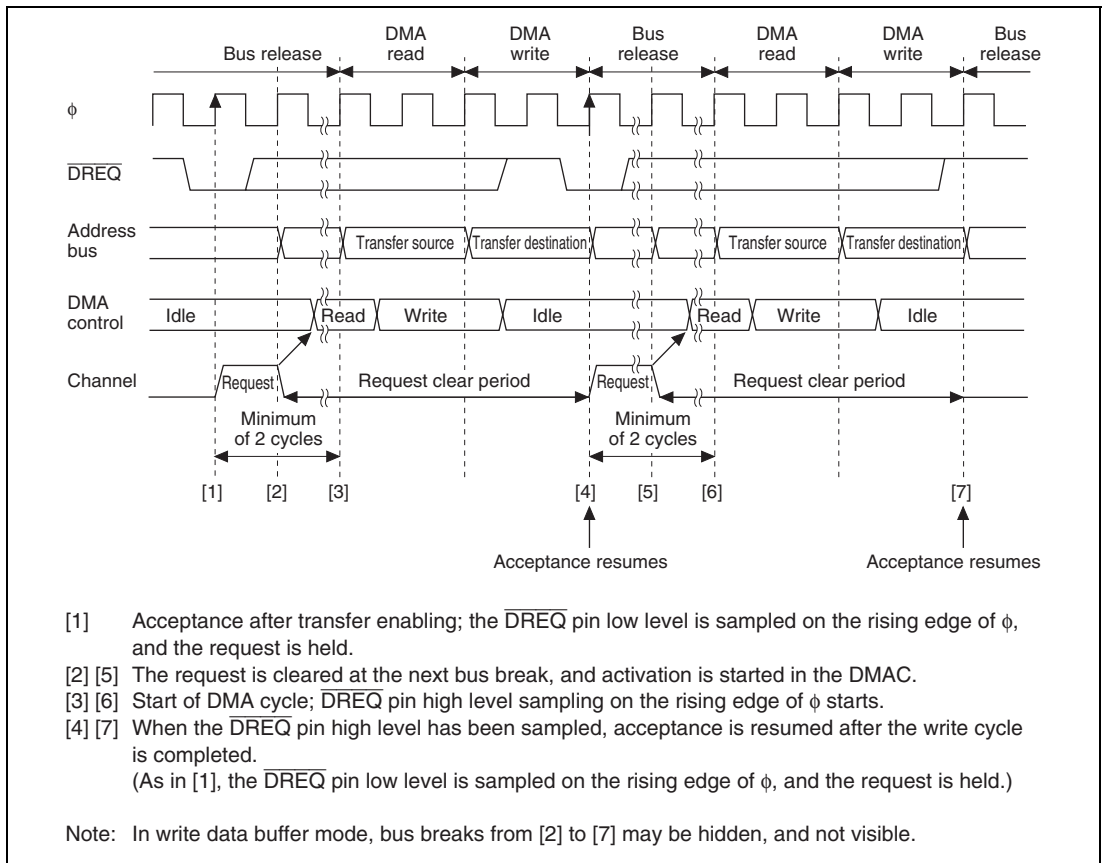 Bus release
DMA read
DMA write
Bus release
DMA read
DMA write
Bus release
ϕ
D̅R̅E̅Q̅
Address bus
Transfer source
Transfer destination
Transfer source
Transfer destination
DMA control
Idle
Read
Write
Idle
Read
Write
Idle
Channel
Request
Request clear period
Request
Request clear period
Minimum of 2 cycles
Minimum of 2 cycles
[1] [2] [3] [4] [5] [6] [7]
Acceptance resumes
Acceptance resumes
[1] Acceptance after transfer enabling; the D̅R̅E̅Q̅ pin low level is sampled on the rising edge of ϕ,
and the request is held.
[2] [5] The request is cleared at the next bus break, and activation is started in the DMAC.
[3] [6] Start of DMA cycle; D̅R̅E̅Q̅ pin high level sampling on the rising edge of ϕ starts.
[4] [7] When the D̅R̅E̅Q̅ pin high level has been sampled, acceptance is resumed after the write cycle
is completed.
(As in [1], the D̅R̅E̅Q̅ pin low level is sampled on the rising edge of ϕ, and the request is held.)
Note: In write data buffer mode, bus breaks from [2] to [7] may be hidden, and not visible.